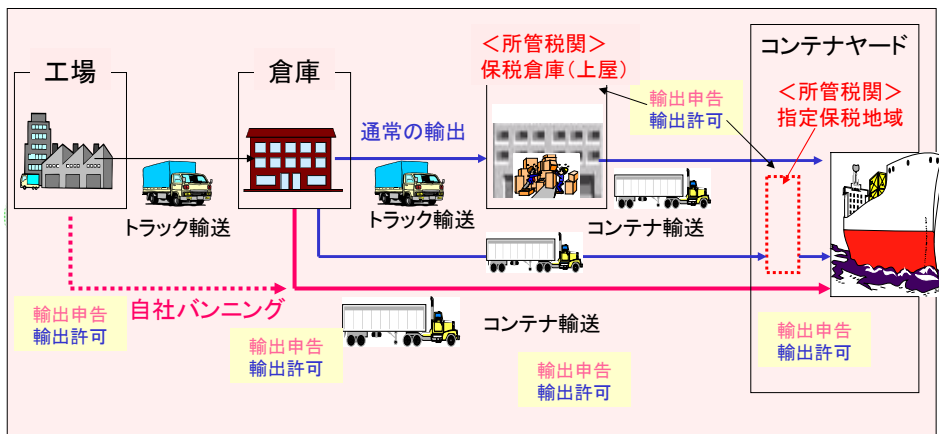 工場
倉庫
<所管税関>
保税倉庫(上屋)
コンテナヤード
<所管税関>
指定保税地域
輸出申告
輸出許可
通常の輸出
トラック輸送
トラック輸送
コンテナ輸送
自社バンニング
コンテナ輸送
輸出申告
輸出許可
輸出申告
輸出許可
輸出申告
輸出許可
輸出申告
輸出許可